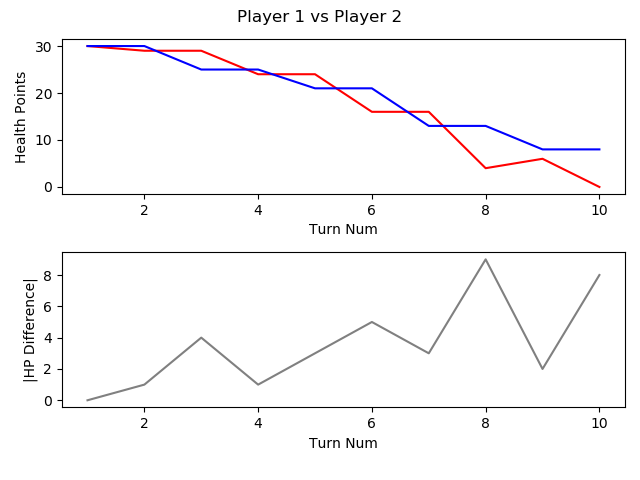 Player 1 vs Player 2
30
20
10
0
Health Points
2 4 6 8 10
Turn Num
8
6
4
2
0
|HP Difference|
2 4 6 8 10
Turn Num